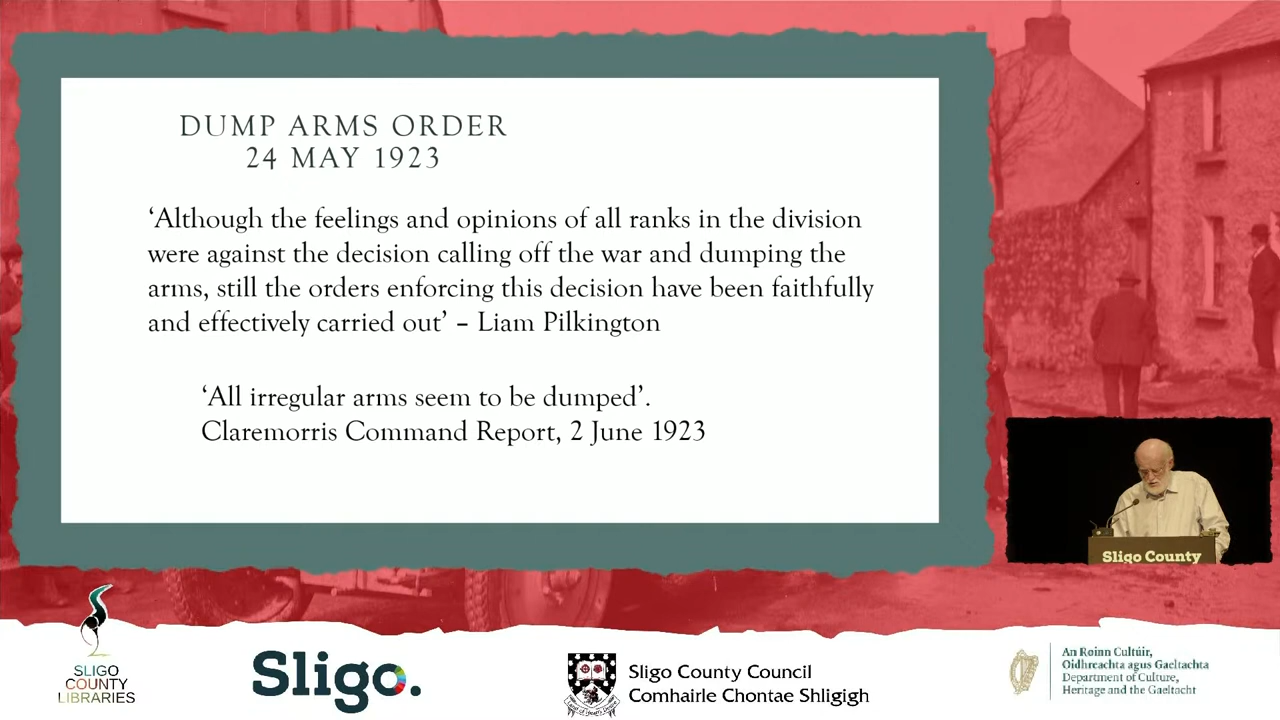 DUMP ARMS ORDER
24 MAY 1923
‘Although the feelings and opinions of all ranks in the division
were against the decision calling off the war and dumping the
arms, still the orders enforcing this decision have been faithfully
and effectively carried out’ – Liam Pilkington
‘All irregular arms seem to be dumped’.
Claremorris Command Report, 2 June 1923
Sligo County
SLIGO
COUNTY
LIBRARIES
Sligo.
Sligo County Council
Comhairle Chontae Shligigh
An Roinn Cultúir,
Oidhreachta agus Gaeltachta
Department of Culture,
Heritage and the Gaeltacht